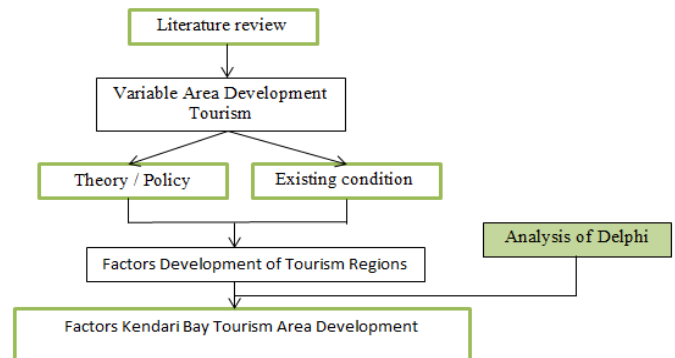 Literature review
Variable Area Development
Tourism
Theory / Policy
Existing condition
Analysis of Delphi
Factors Development of Tourism Regions
Factors Kendari Bay Tourism Area Development